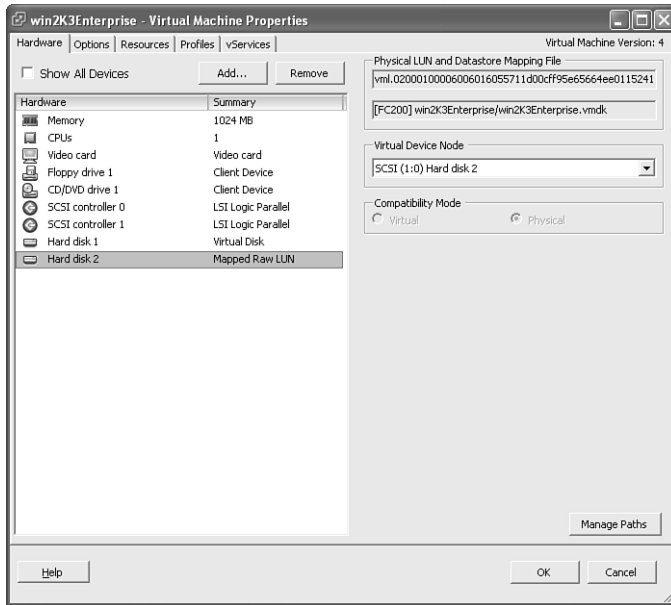 win2K3Enterprise - Virtual Machine Properties
Hardware Options Resources Profiles vServices Virtual Machine Version: 4
Show All Devices Add... Remove
Hardware Summary
Memory 1024 MB
CPUs 1
Video card Video card
Floppy drive 1 Client Device
CD/DVD drive 1 Client Device
SCSI controller 0 LSI Logic Parallel
SCSI controller 1 LSI Logic Parallel
Hard disk 1 Virtual Disk
Hard disk 2 Mapped Raw LUN
Physical LUN and Datastore Mapping File
vml.02000100006006016055711d00cff95e65664ee0115241
[FC200] win2K3Enterprise/win2K3Enterprise.vmdk
Virtual Device Node
SCSI (1:0) Hard disk 2
Compatibility Mode
Virtual Physical
Manage Paths
Help OK Cancel